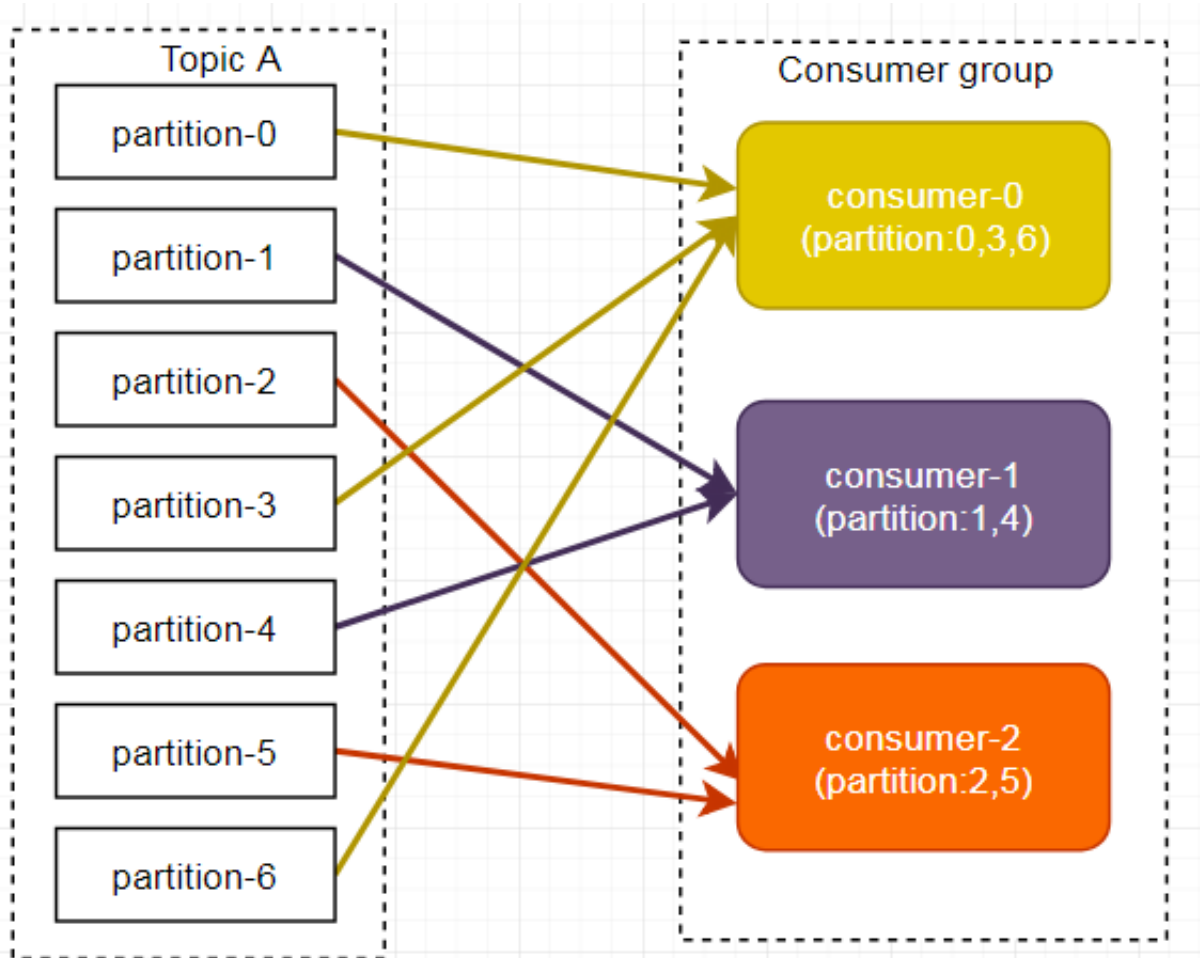 Topic A
partition-0
partition-1
partition-2
partition-3
partition-4
partition-5
partition-6
Consumer group
consumer-0
(partition:0,3,6)
consumer-1
(partition:1,4)
consumer-2
(partition:2,5)